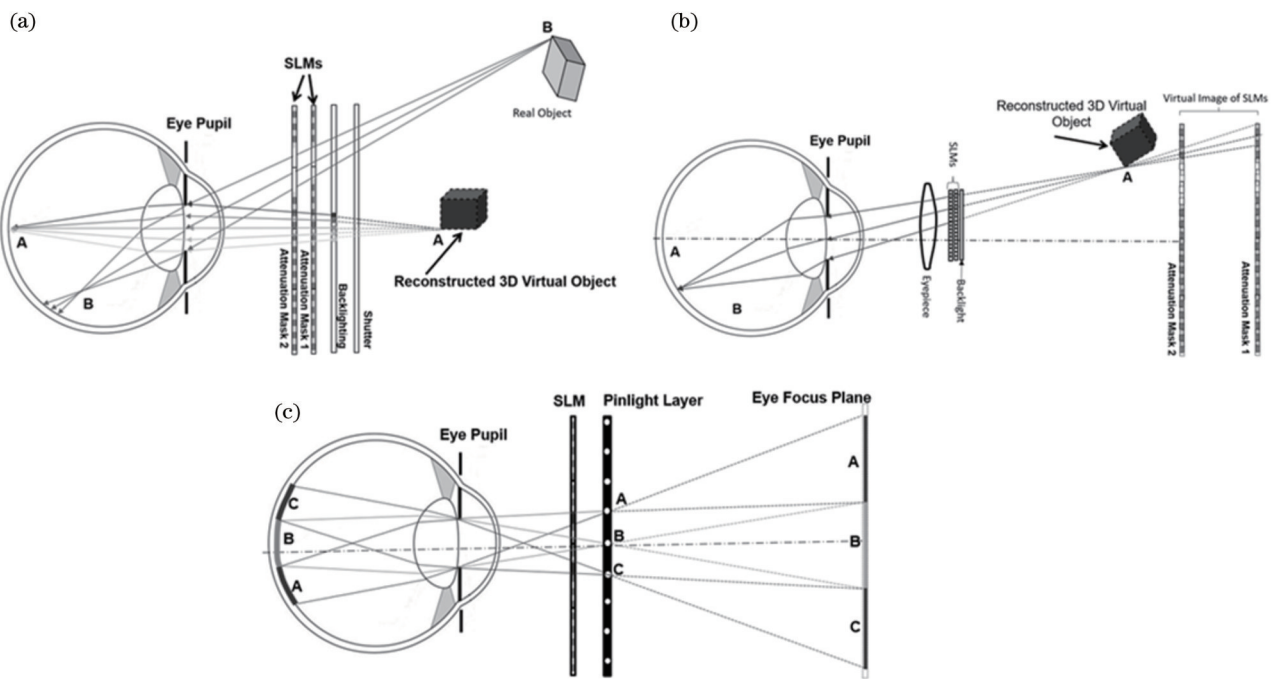 (a)
B
SLMs
Real Object
Eye Pupil
A
B
A
Attenuation Mask 2
Attenuation Mask 1
Backlighting
Shutter
Reconstructed 3D Virtual Object
(b)
Reconstructed 3D Virtual
Object
Virtual Image of SLMs
Eye Pupil
SLMs
A
A
B
Eyepiece
Backlight
Attenuation Mask 2
Attenuation Mask 1
(c)
SLM
Pinlight Layer
Eye Focus Plane
Eye Pupil
C
B
A
A
B
C
A
B
C